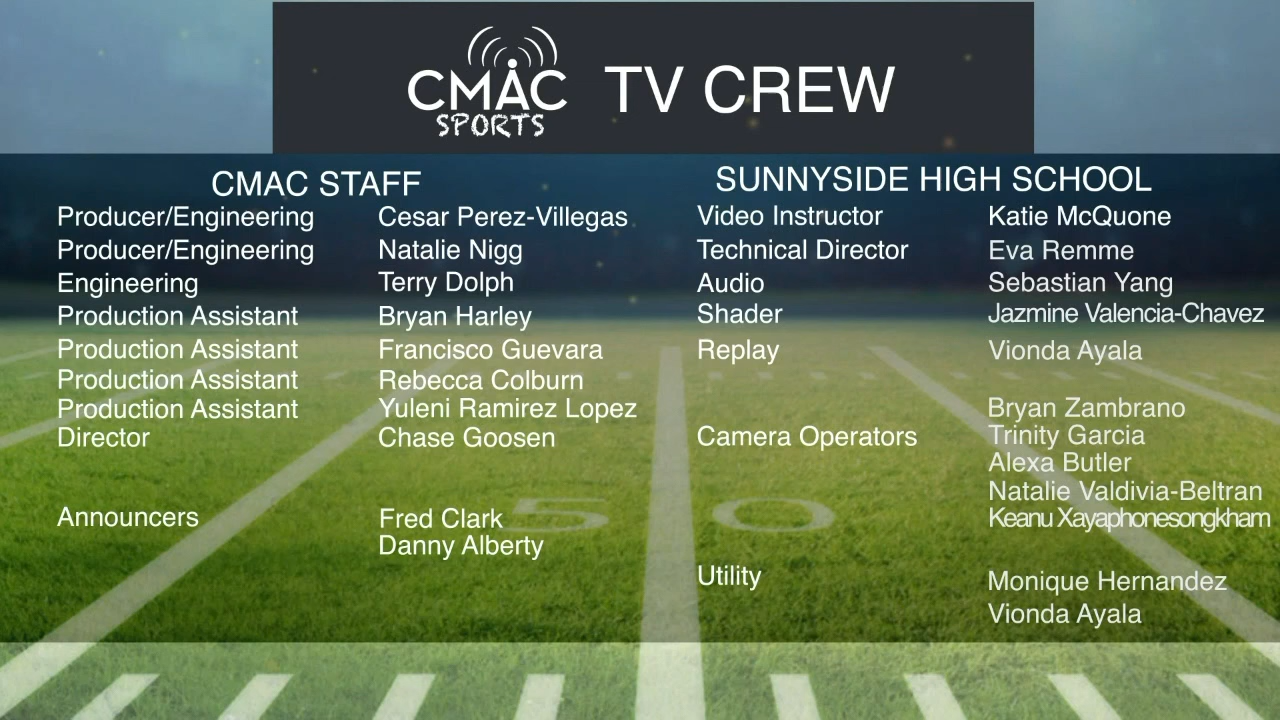 CMAC SPORTS TV CREW
CMAC STAFF
Producer/Engineering Cesar Perez-Villegas
Producer/Engineering Natalie Nigg
Engineering Terry Dolph
Production Assistant Bryan Harley
Production Assistant Francisco Guevara
Production Assistant Rebecca Colburn
Production Assistant Yuleni Ramirez Lopez
Director Chase Goosen
Announcers Fred Clark
Danny Alberty
SUNNYSIDE HIGH SCHOOL
Video Instructor Katie McQuone
Technical Director Eva Remme
Audio Sebastian Yang
Shader Jazmine Valencia-Chavez
Replay Vionda Ayala
Bryan Zambrano
Camera Operators Trinity Garcia
Alexa Butler
Natalie Valdivia-Beltran
Keanu Xayaphonesongkham
Utility Monique Hernandez
Vionda Ayala
5 0